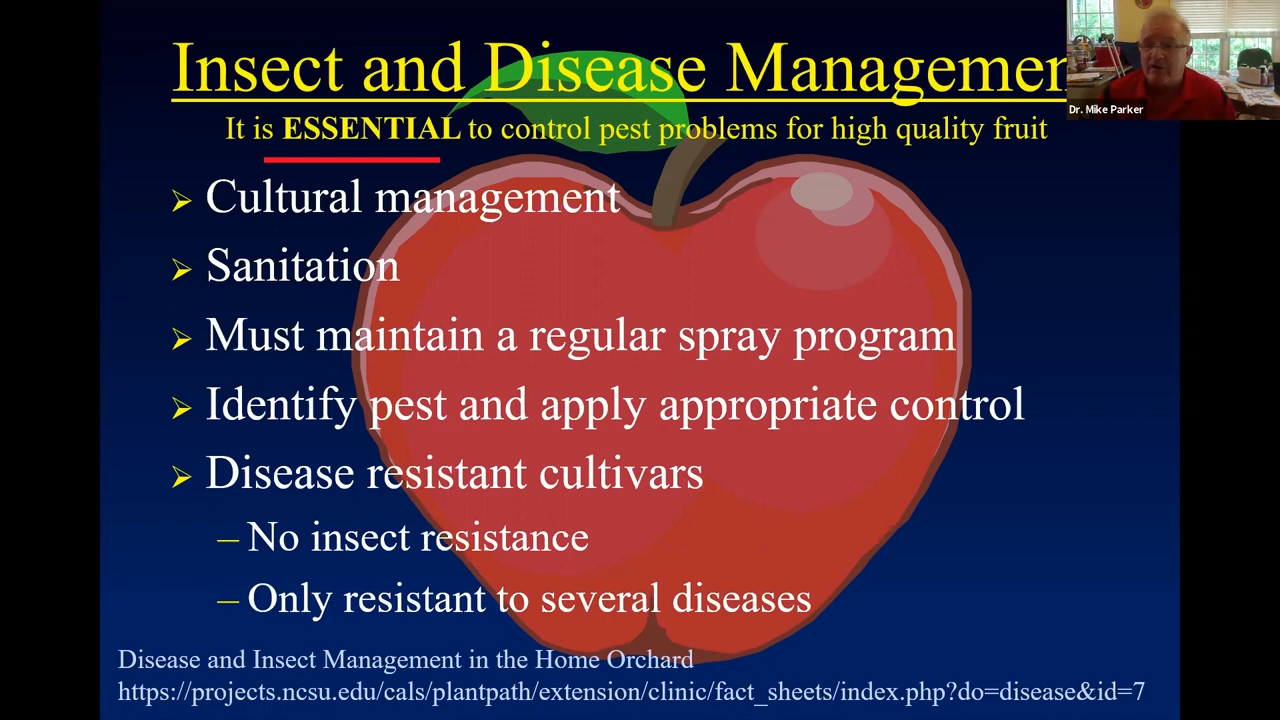 Insect and Disease Managemen
It is ESSENTIAL to control pest problems for high quality fruit
Dr. Mike Parker
Cultural management
Sanitation
Must maintain a regular spray program
Identify pest and apply appropriate control
Disease resistant cultivars
– No insect resistance
– Only resistant to several diseases
Disease and Insect Management in the Home Orchard
https://projects.ncsu.edu/cals/plantpath/extension/clinic/fact_sheets/index.php?do=disease&id=7